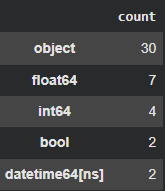 count
object 30
float64 7
int64 4
bool 2
datetime64[ns] 2